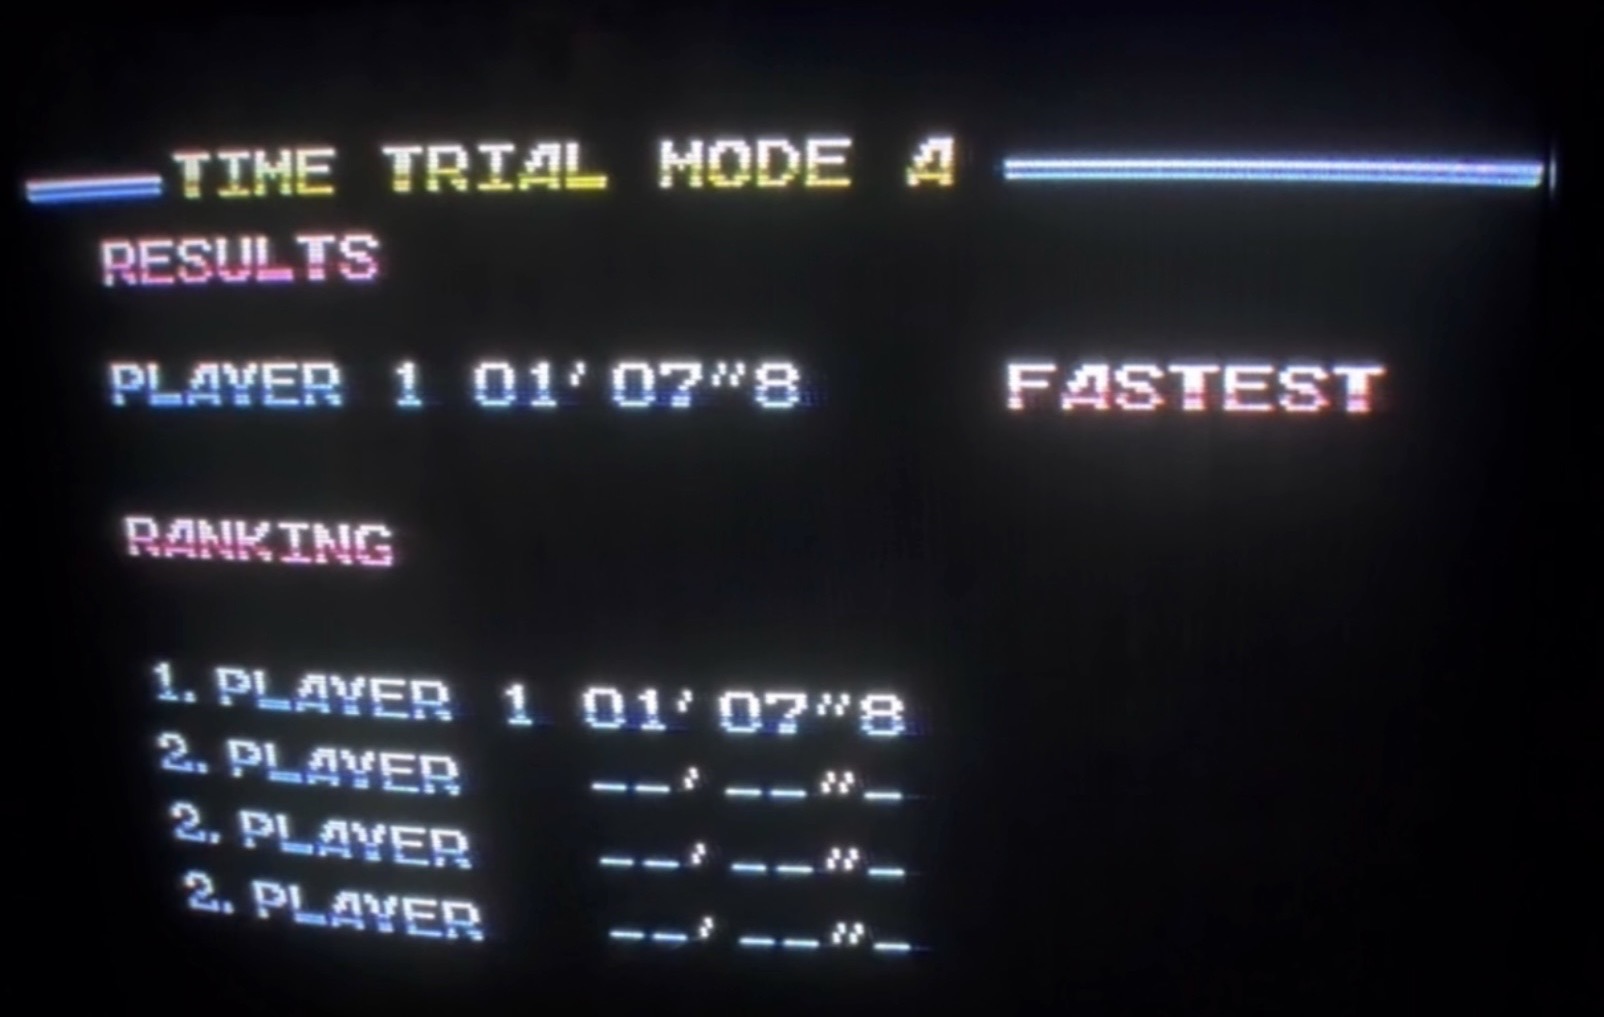 TIME TRIAL MODE A
RESULTS
PLAYER 1 01'07"8 FASTEST
RANKING
1. PLAYER 1 01'07"8
2. PLAYER __'__"_
2. PLAYER __'__"_
2. PLAYER __'__"_